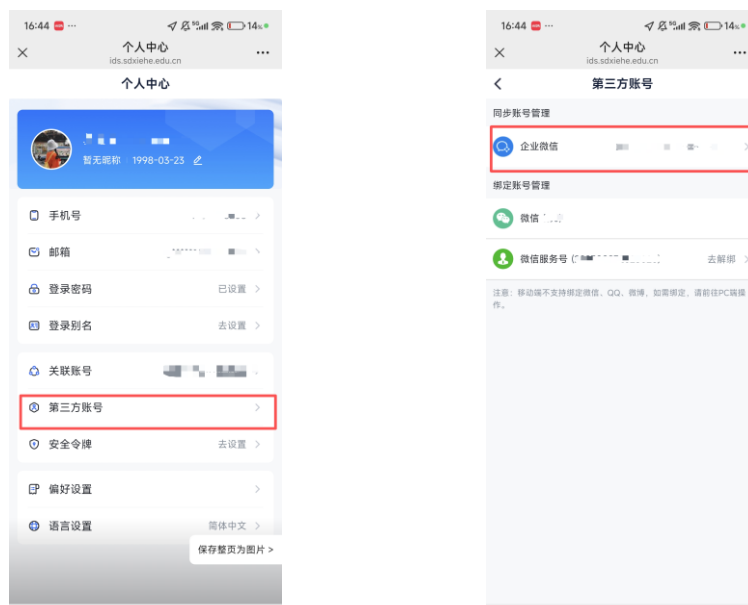 16:44
14
个人中心
ids.sdxiehe.edu.cn
个人中心
暂无昵称 1998-03-23
手机号
邮箱
登录密码 已设置
登录别名 去设置
关联账号
第三方账号
安全令牌 去设置
偏好设置
语言设置 简体中文
保存整页为图片 >
16:44
14
个人中心
ids.sdxiehe.edu.cn
第三方账号
同步账号管理
企业微信
绑定账号管理
微信
微信服务号 ( 去解绑
注意：移动端不支持绑定微信、QQ、微博，如需绑定，请前往PC端操
作。